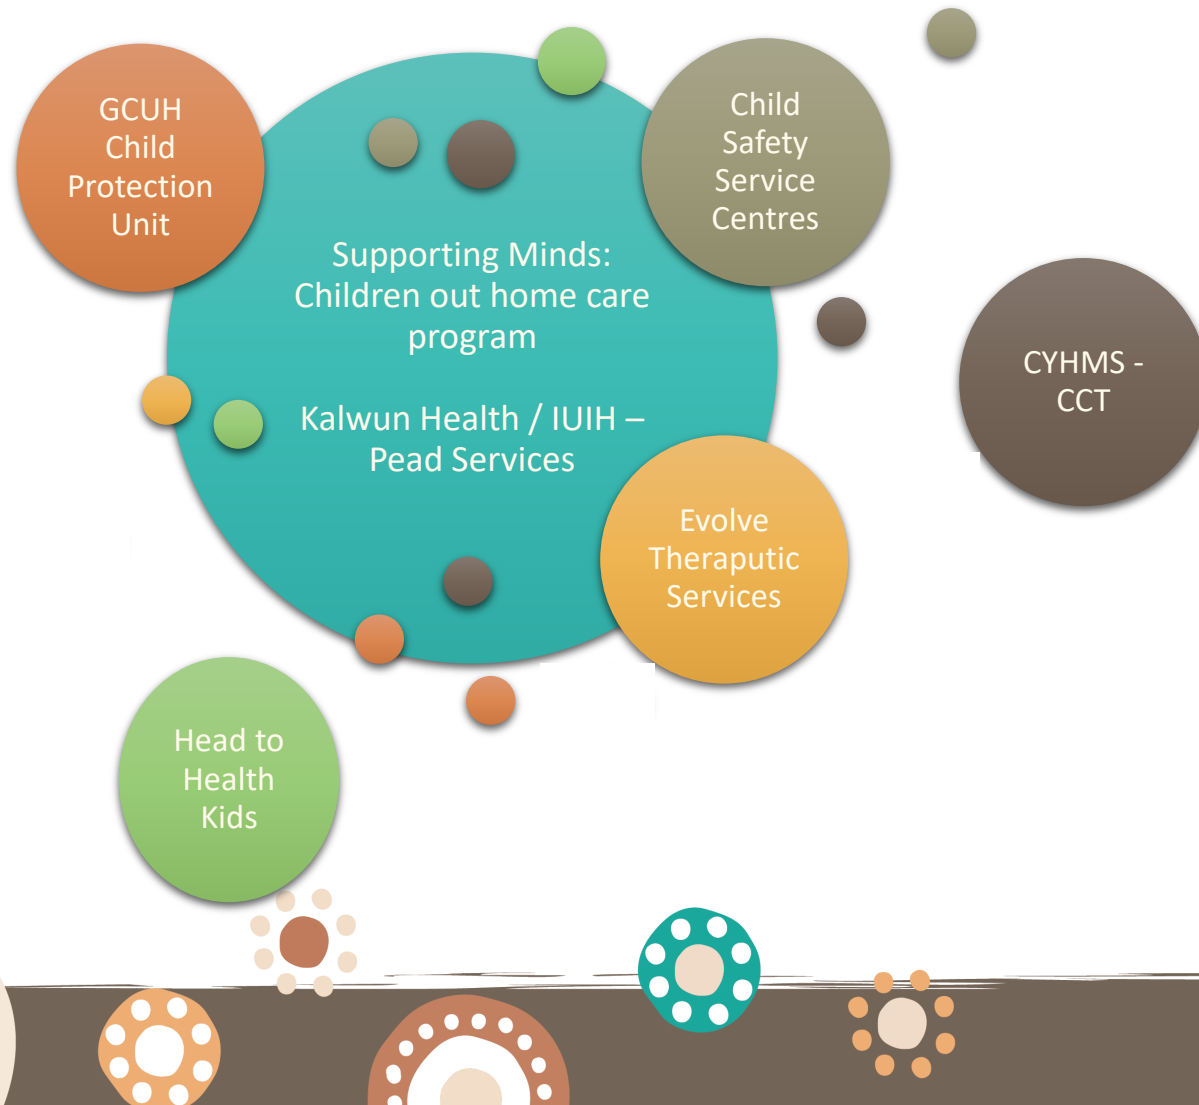 GCUH
Child
Protection
Unit
Child
Safety
Service
Centres
Supporting Minds:
Children out home care
program
Kalwun Health / IUIH –
Pead Services
CYHMS -
CCT
Evolve
Theraputic
Services
Head to
Health
Kids